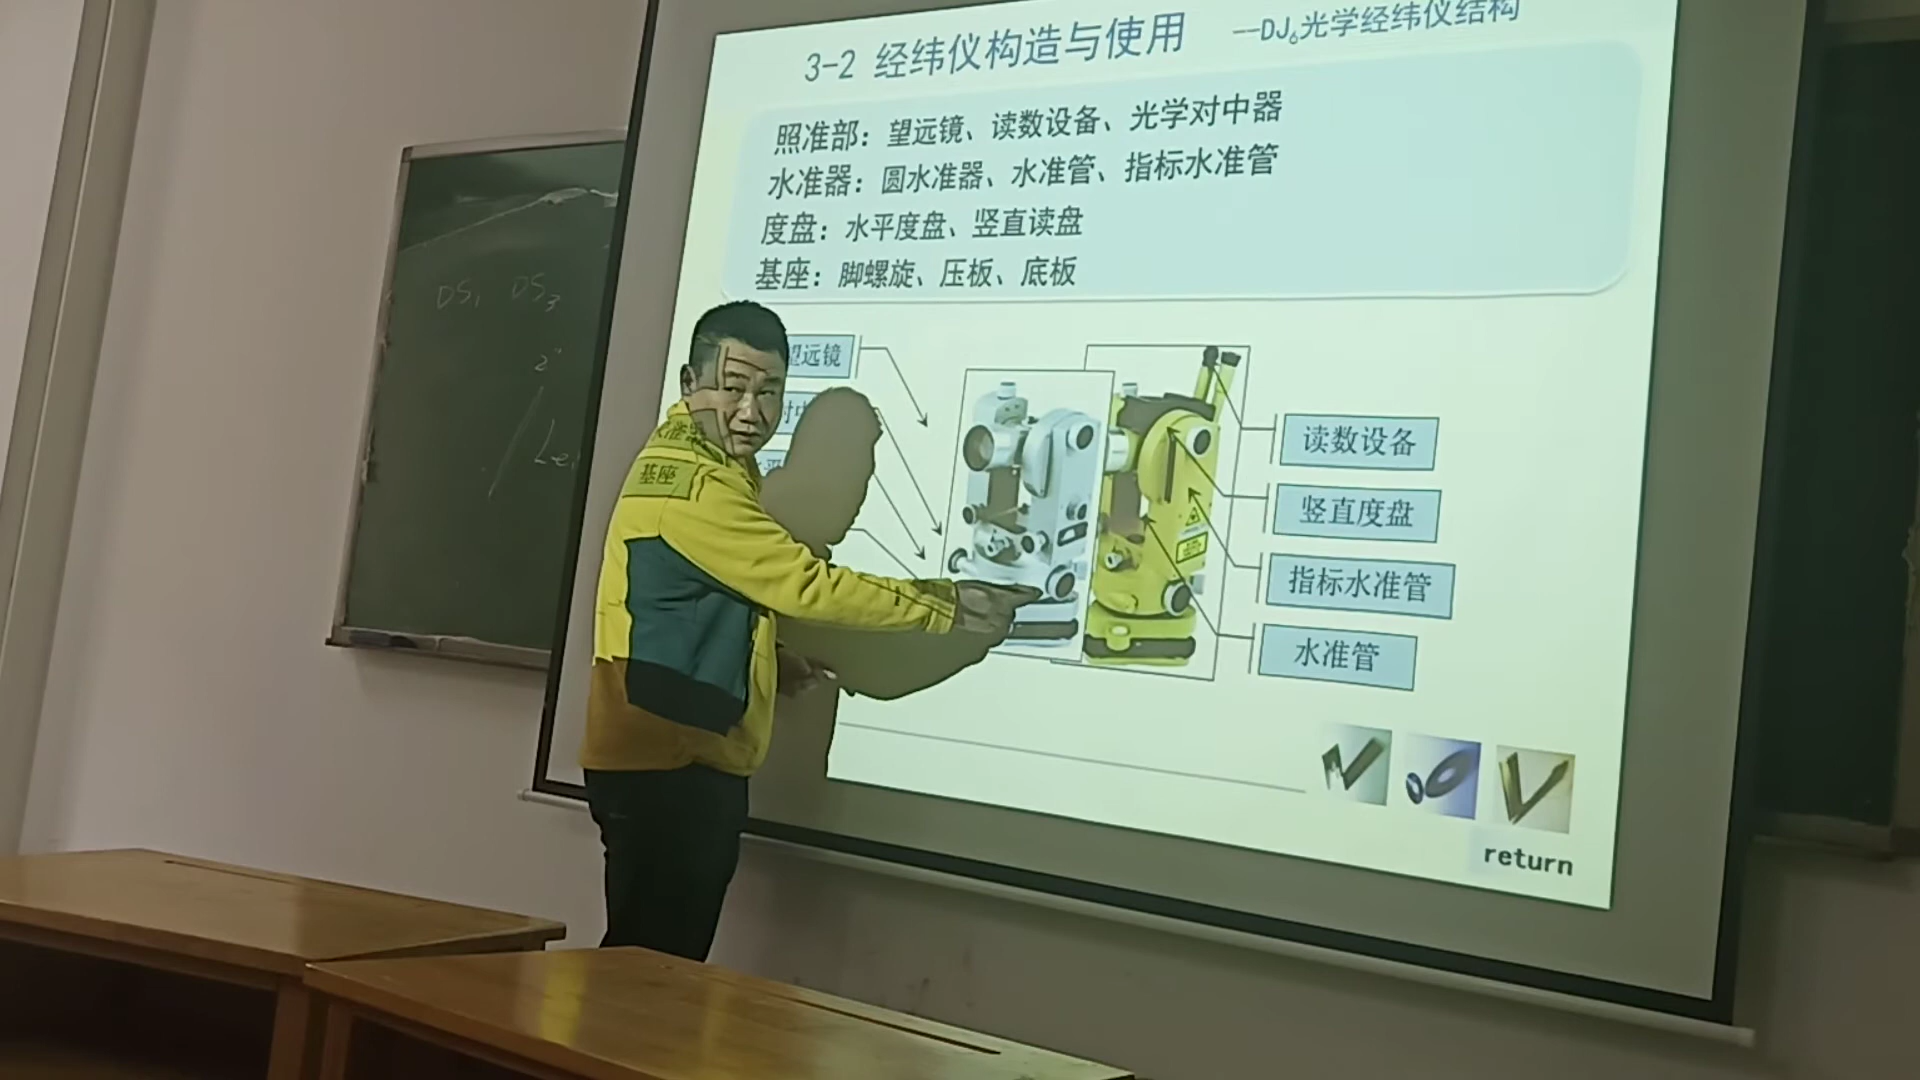 3-2 经纬仪构造与使用 —DJ₆光学经纬仪结构
照准部：望远镜、读数设备、光学对中器
水准器：圆水准器、水准管、指标水准管
度盘：水平度盘、竖直读盘
基座：脚螺旋、压板、底板
望远镜
水准器
基座
读数设备
竖直度盘
指标水准管
水准管
return
DS₁ DS₃
2"